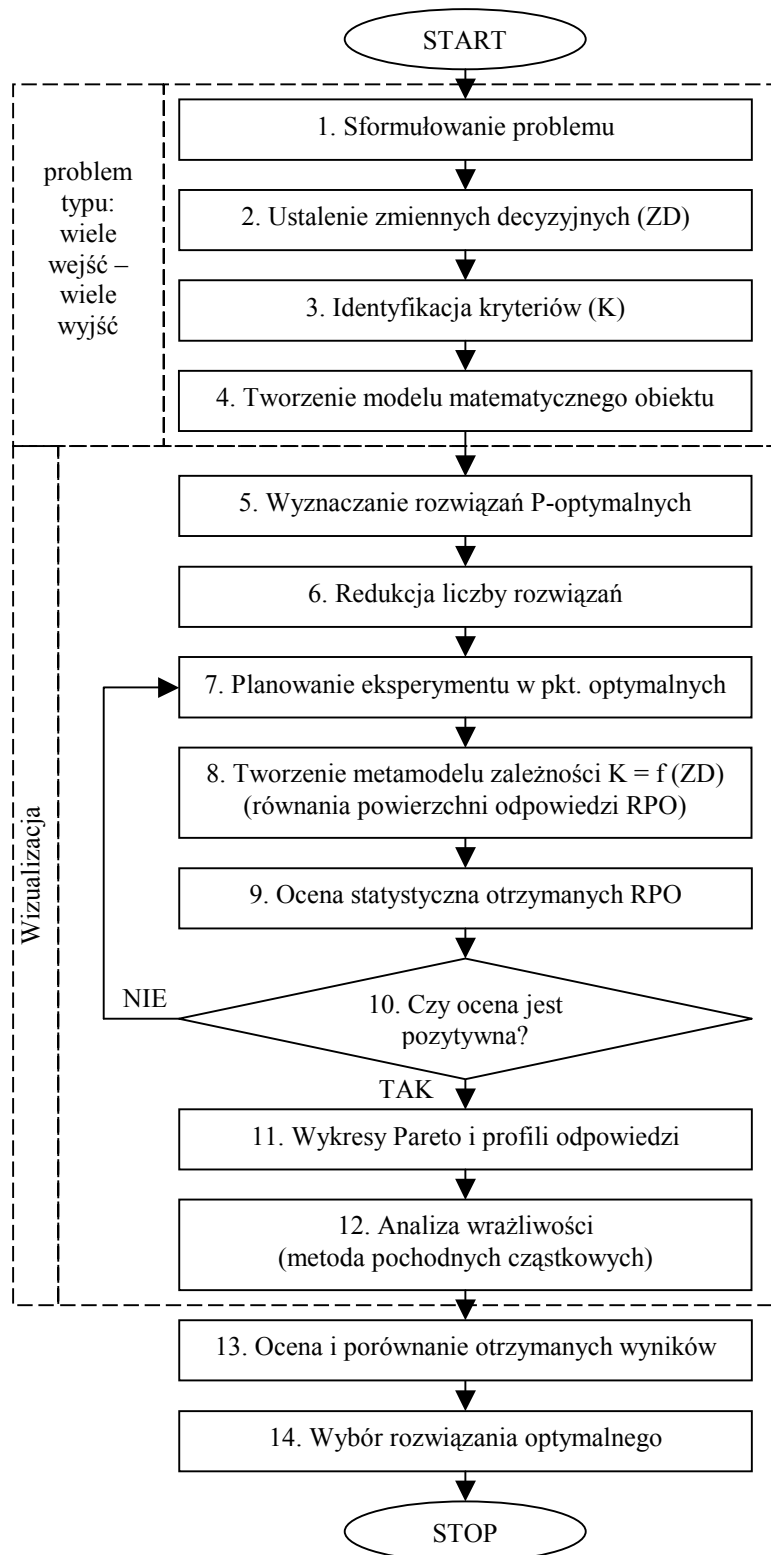 START
1. Sformułowanie problemu
problem
typu:
wiele
wejść –
wiele
wyjść
2. Ustalenie zmiennych decyzyjnych (ZD)
3. Identyfikacja kryteriów (K)
4. Tworzenie modelu matematycznego obiektu
Wizualizacja
5. Wyznaczanie rozwiązań P-optymalnych
6. Redukcja liczby rozwiązań
7. Planowanie eksperymentu w pkt. optymalnych
8. Tworzenie metamodelu zależności K = f (ZD)
(równania powierzchni odpowiedzi RPO)
9. Ocena statystyczna otrzymanych RPO
NIE
10. Czy ocena jest
pozytywna?
TAK
11. Wykresy Pareto i profili odpowiedzi
12. Analiza wrażliwości
(metoda pochodnych cząstkowych)
13. Ocena i porównanie otrzymanych wyników
14. Wybór rozwiązania optymalnego
STOP